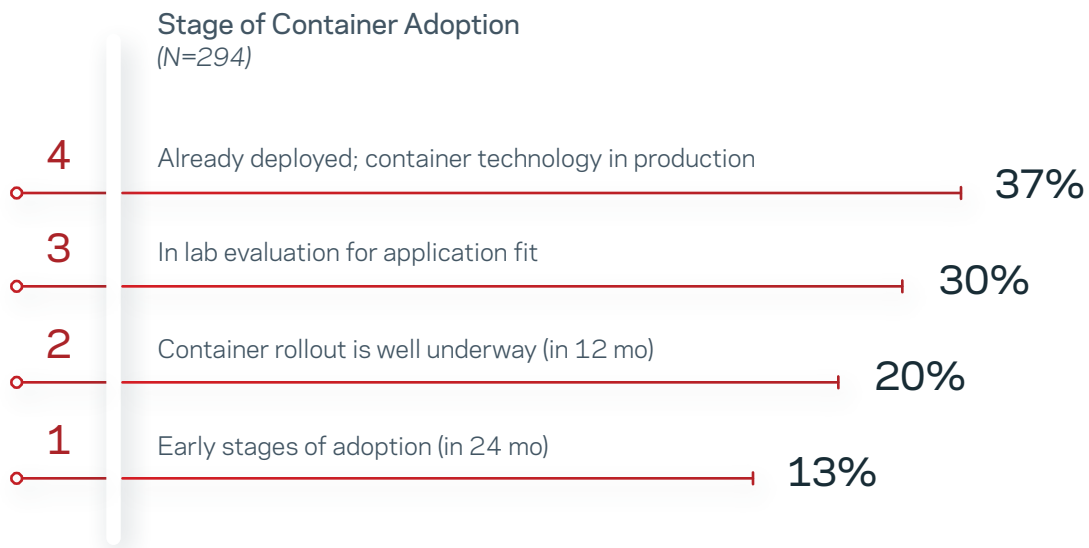 Stage of Container Adoption
(N=294)
4
Already deployed; container technology in production
37%
3
In lab evaluation for application fit
30%
2
Container rollout is well underway (in 12 mo)
20%
1
Early stages of adoption (in 24 mo)
13%